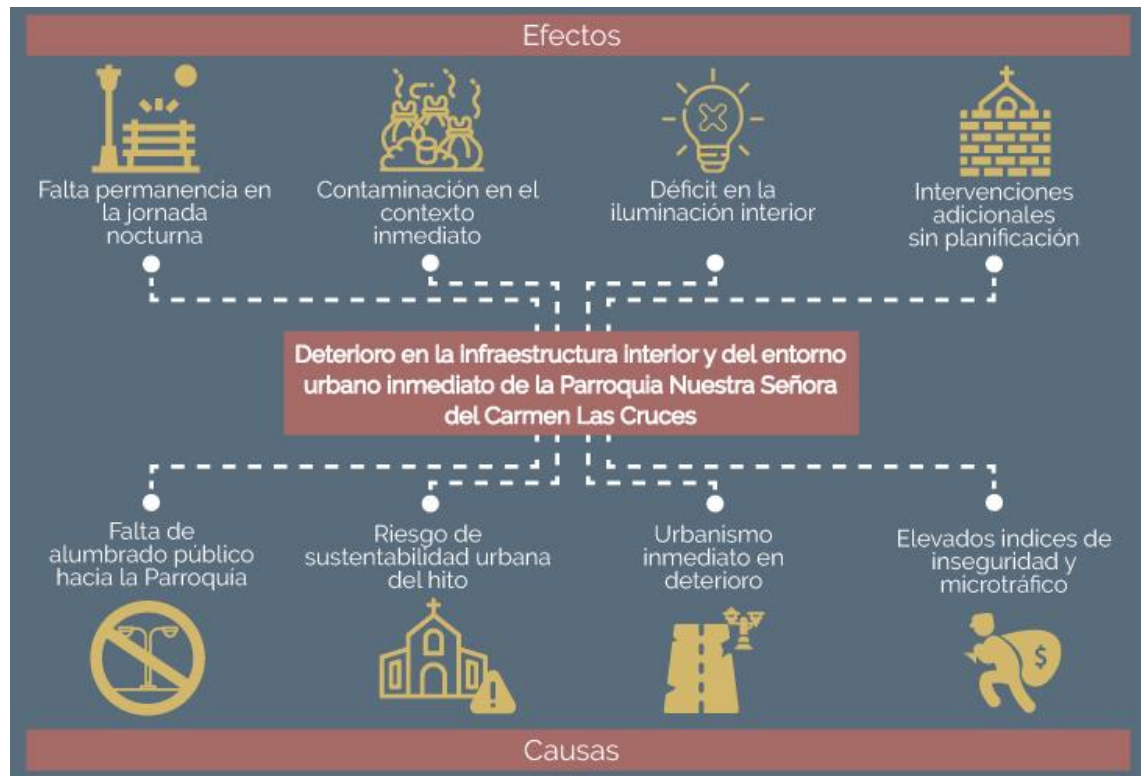 Efectos
Falta permanencia en
la jornada
nocturna
Contaminación en el
contexto
inmediato
Déficit en la
iluminación interior
Intervenciones
adicionales
sin planificación
Deterioro en la infraestructura interior y del entorno
urbano inmediato de la Parroquia Nuestra Señora
del Carmen Las Cruces
Falta de
alumbrado público
hacia la Parroquía
Riesgo de
sustentabilidad urbana
del hito
Urbanismo
inmediato en
deterioro
Elevados indices de
inseguridad y
microtráfico
$
Causas